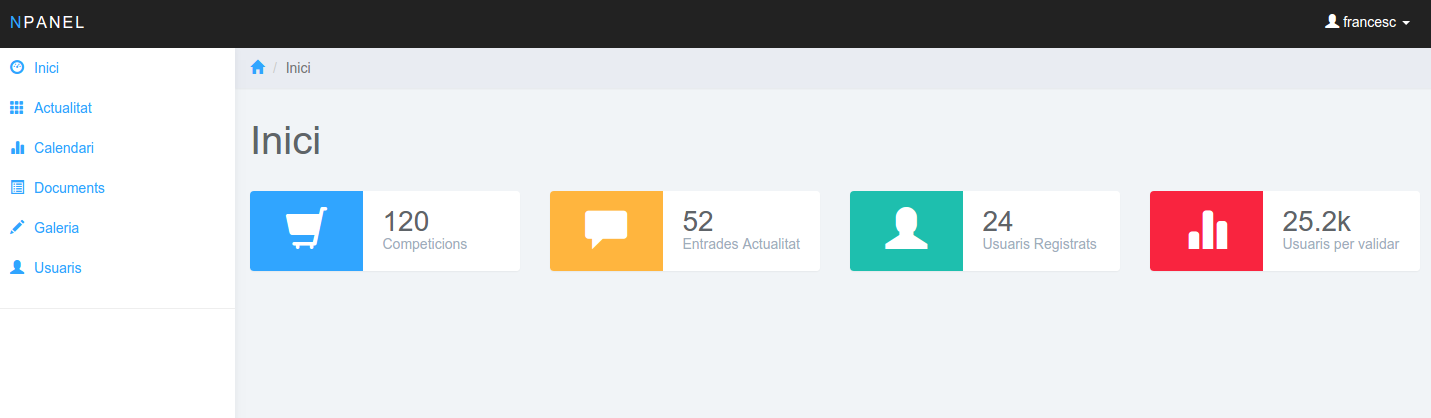 NPANEL
francesc
Inici
Actualitat
Calendari
Documents
Galeria
Usuaris
/ Inici
Inici
120
Competicions
52
Entrades Actualitat
24
Usuaris Registrats
25.2k
Usuaris per validar